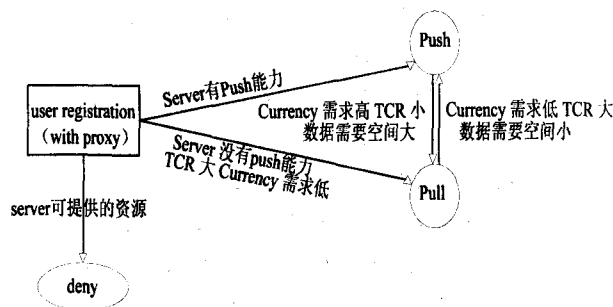 Push
Server有Push能力
user registration
(with proxy)
Currency 需求高 TCR 小
数据需要空间大
Currency 需求低 TCR 大
数据需要空间小
Server 没有push能力
TCR 大 Currency 需求低
Pull
server可提供的资源
deny